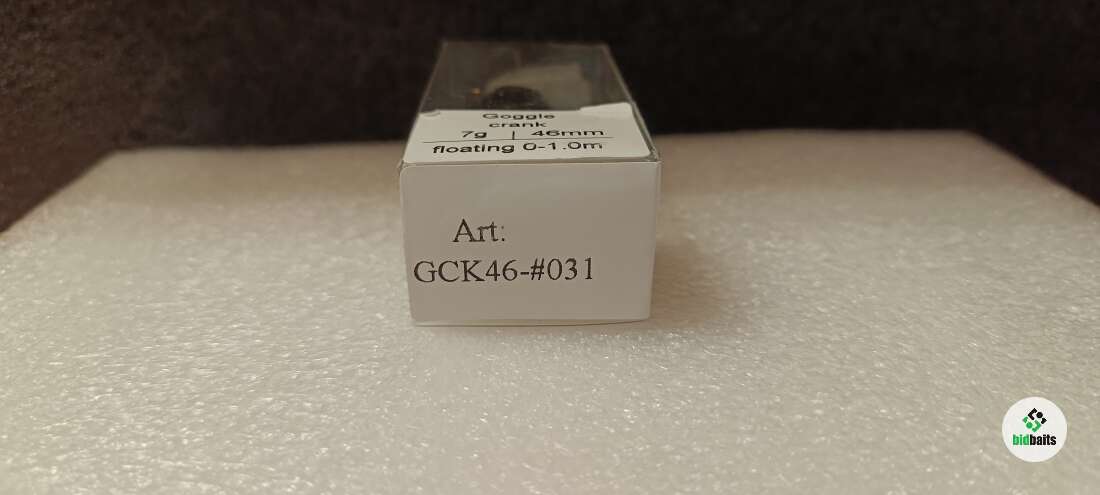 Goggle
crank
7g | 46mm
floating 0-1.0m
Art:
GCK46-#031
bidbaits